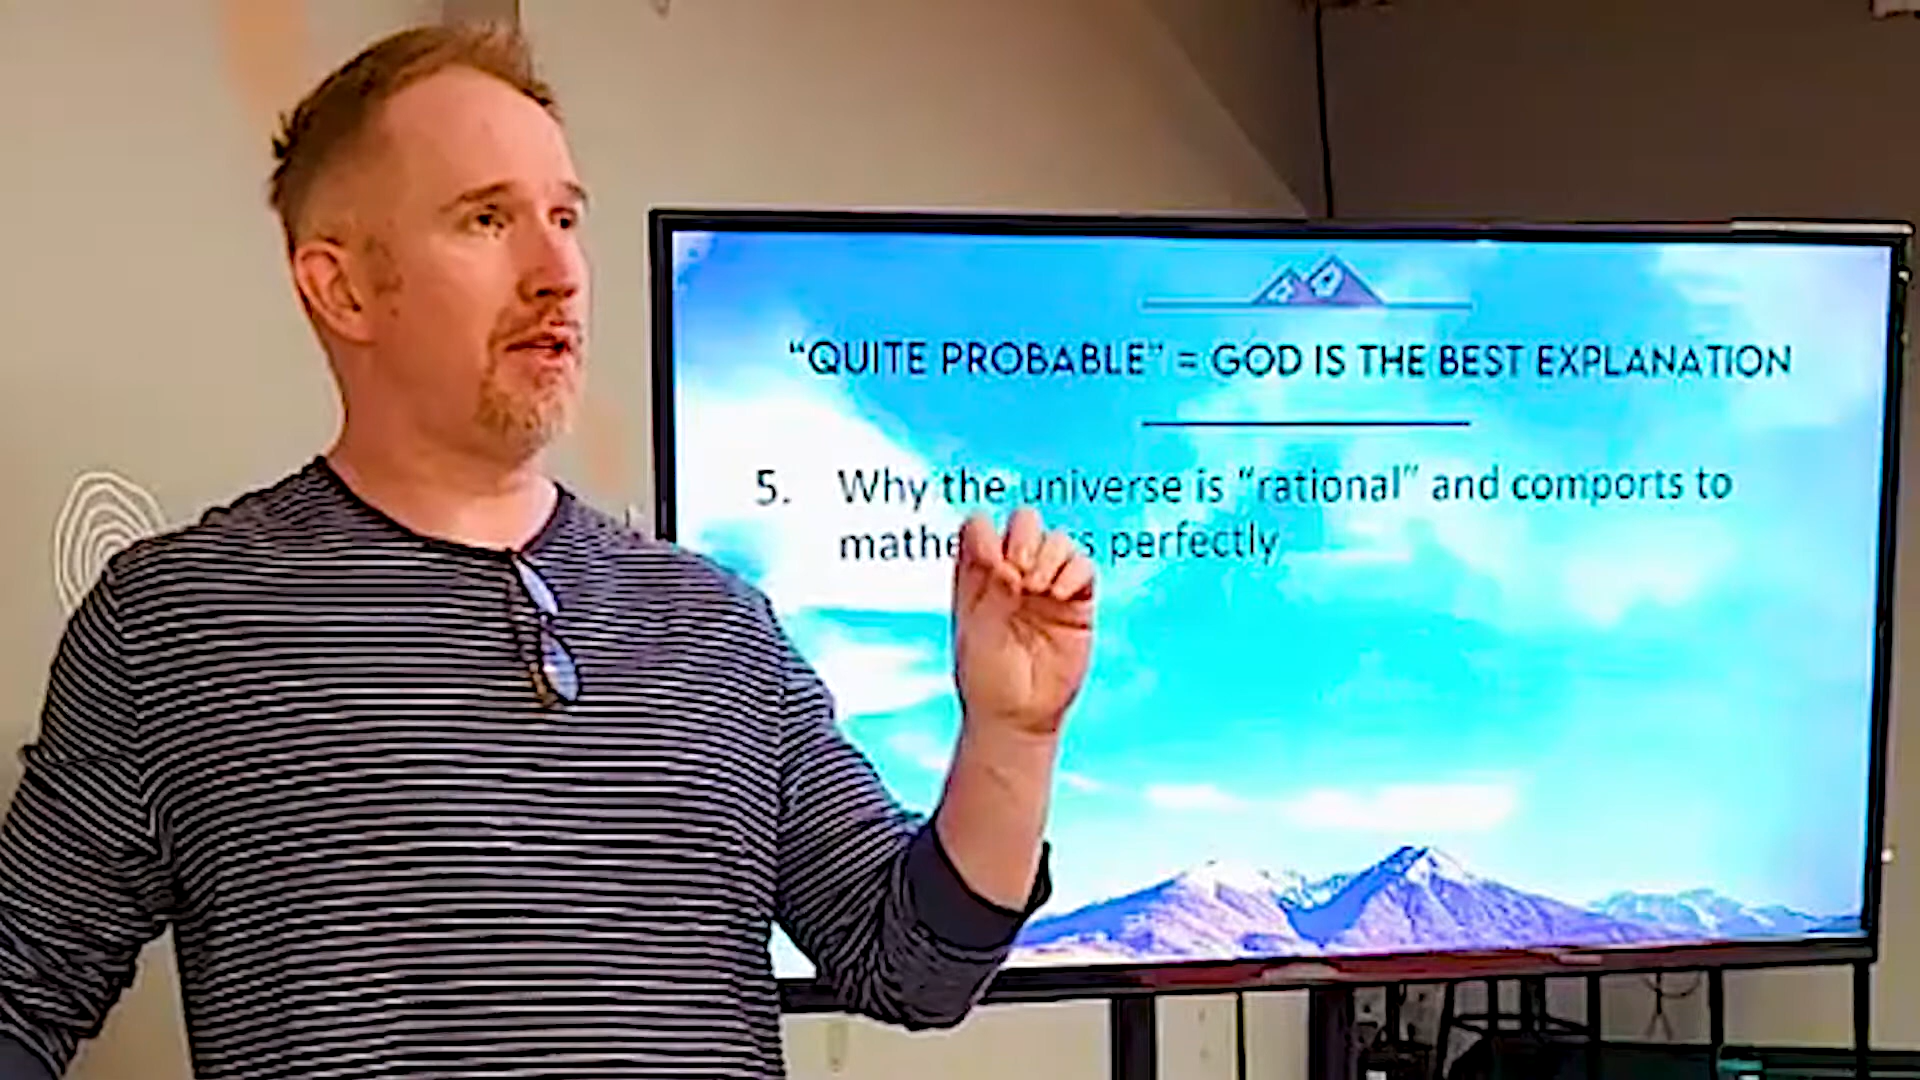 “QUITE PROBABLE” = GOD IS THE BEST EXPLANATION
5. Why the universe is “rational” and comports to
perfectly